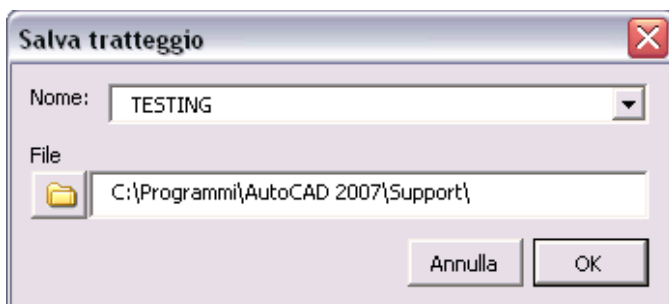 Salva tratteggio
Nome: TESTING
File
C:\Programmi\AutoCAD 2007\Support\
Annulla OK